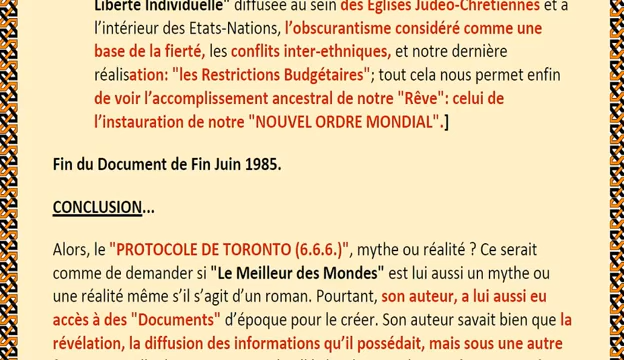 Liberté Individuelle" diffusée au sein des Églises Judéo-Chrétiennes et à
l'intérieur des Etats-Nations, l'obscurantisme considéré comme une
base de la fierté, les conflits inter-ethniques, et notre dernière
réalisation: "les Restrictions Budgétaires"; tout cela nous permet enfin
de voir l'accomplissement ancestral de notre "Rêve": celui de
l'instauration de notre "NOUVEL ORDRE MONDIAL".]
Fin du Document de Fin Juin 1985.
CONCLUSION...
Alors, le "PROTOCOLE DE TORONTO (6.6.6.)", mythe ou réalité ? Ce serait
comme de demander si "Le Meilleur des Mondes" est lui aussi un mythe ou
une réalité même s'il s'agit d'un roman. Pourtant, son auteur, a lui aussi eu
accès à des "Documents" d'époque pour le créer. Son auteur savait bien que la
révélation, la diffusion des informations qu'il possédait, mais sous une autre